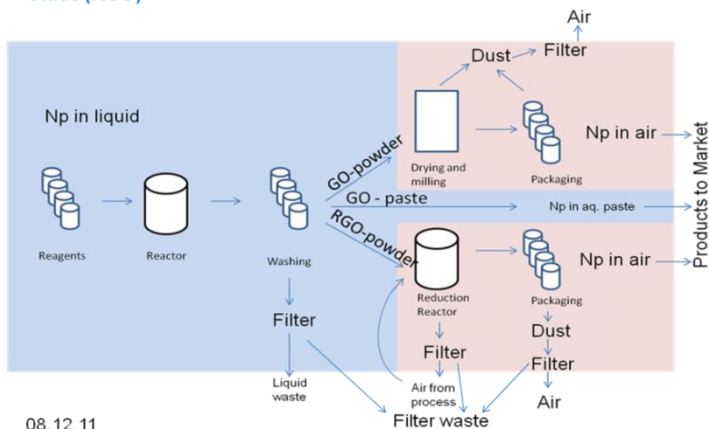 Air
Dust
Filter
Np in liquid
GO-powder
Drying and
milling
Packaging
Np in air
GO - paste
Np in aq. paste
Products to Market
RGO-powder
Reagents
Reactor
Washing
Reduction
Reactor
Packaging
Np in air
Filter
Liquid
waste
Filter
Air from
process
Dust
Filter
Air
Filter waste
08.12.11